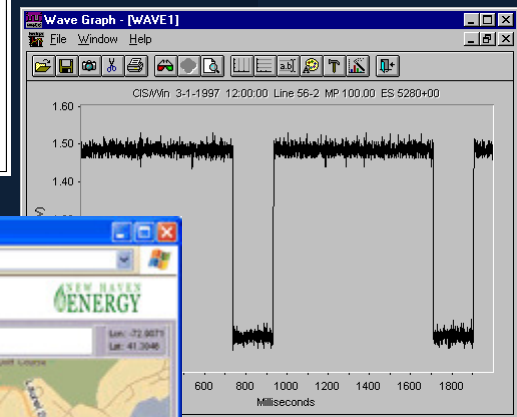 Wave Graph - [WAVE1]
File Window Help
CIS/Win 3-1-1997 12:00:00 Line 56-2 MP 100.00 ES 5280+00
1.60
1.50
1.40
NEW HAVEN
ENERGY
Lon: -72.9071
Lat: 41.3046
600 800 1000 1200 1400 1600 1800
Milliseconds